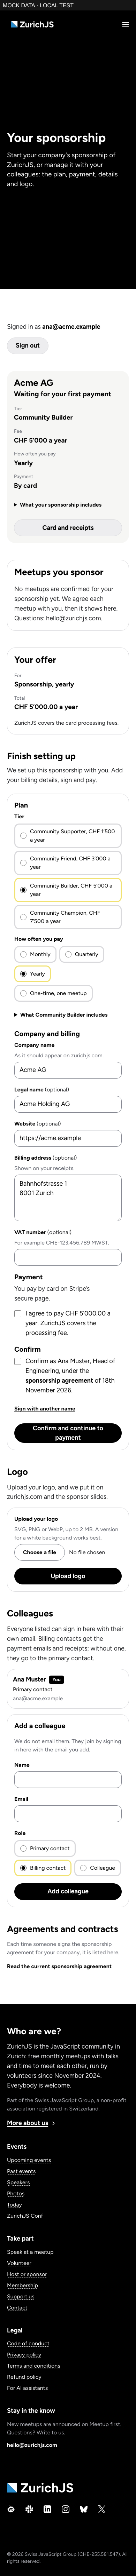 MOCK DATA · LOCAL TEST
ZurichJS
Your sponsorship
Start your company's sponsorship
of ZurichJS, or manage it with your
colleagues: the plan, payment, details
and logo.
Signed in as ana@acme.example
Sign out
Acme AG
Waiting for your first payment
Tier
Community Builder
Fee
CHF 5'000 a year
How often you pay
Yearly
Payment
By card
What your sponsorship includes
Card and receipts
Meetups you sponsor
No meetups are confirmed for your
sponsorship yet. We agree each
meetup with you, then it shows here.
Questions: hello@zurichjs.com.
Your offer
For
Sponsorship, yearly
Total
CHF 5'000.00 a year
ZurichJS covers the card processing fees.
Finish setting up
We set up this sponsorship with you. Add
your billing details, sign and pay.
Plan
Tier
Community Supporter, CHF 1'500
a year
Community Friend, CHF 3'000 a
year
Community Builder, CHF 5'000 a
year
Community Champion, CHF
7'500 a year
How often you pay
Monthly
Quarterly
Yearly
One-time, one meetup
What Community Builder includes
Company and billing
Company name
As it should appear on zurichjs.com.
Acme AG
Legal name (optional)
Acme Holding AG
Website (optional)
https://acme.example
Billing address (optional)
Shown on your receipts.
Bahnhofstrasse 1
8001 Zurich
VAT number (optional)
For example CHE-123.456.789 MWST.
Payment
You pay by card on Stripe's
secure page.
I agree to pay CHF 5'000.00 a
year. ZurichJS covers the
processing fee.
Confirm
Confirm as Ana Muster, Head of
Engineering, under the
sponsorship agreement of 18th
November 2026.
Sign with another name
Confirm and continue to
payment
Logo
Upload your logo, and we put it on
zurichjs.com and the sponsor slides.
Upload your logo
SVG, PNG or WebP, up to 2 MB. A version
for a white background works best.
Choose a file
No file chosen
Upload logo
Colleagues
Everyone listed can sign in here with their
own email. Billing contacts get the
payment emails and receipts; without one,
they go to the primary contact.
Ana Muster You
Primary contact
ana@acme.example
Add a colleague
We do not email them. They join by signing
in here with the email you add.
Name
Email
Role
Primary contact
Billing contact
Colleague
Add colleague
Agreements and contracts
Each time someone signs the sponsorship
agreement for your company, it is listed here.
Read the current sponsorship agreement
Who are we?
ZurichJS is the JavaScript community in
Zurich: free monthly meetups with talks
and time to meet each other, run by
volunteers since November 2024.
Everybody is welcome.
Part of the Swiss JavaScript Group, a non-profit
association registered in Switzerland.
More about us
Events
Upcoming events
Past events
Speakers
Photos
Today
ZurichJS Conf
Take part
Speak at a meetup
Volunteer
Host or sponsor
Membership
Support us
Contact
Legal
Code of conduct
Privacy policy
Terms and conditions
Refund policy
For AI assistants
Stay in the know
New meetups are announced on Meetup first.
Questions? Write to us.
hello@zurichjs.com
ZurichJS
© 2026 Swiss JavaScript Group (CHE-255.581.547). All
rights reserved.